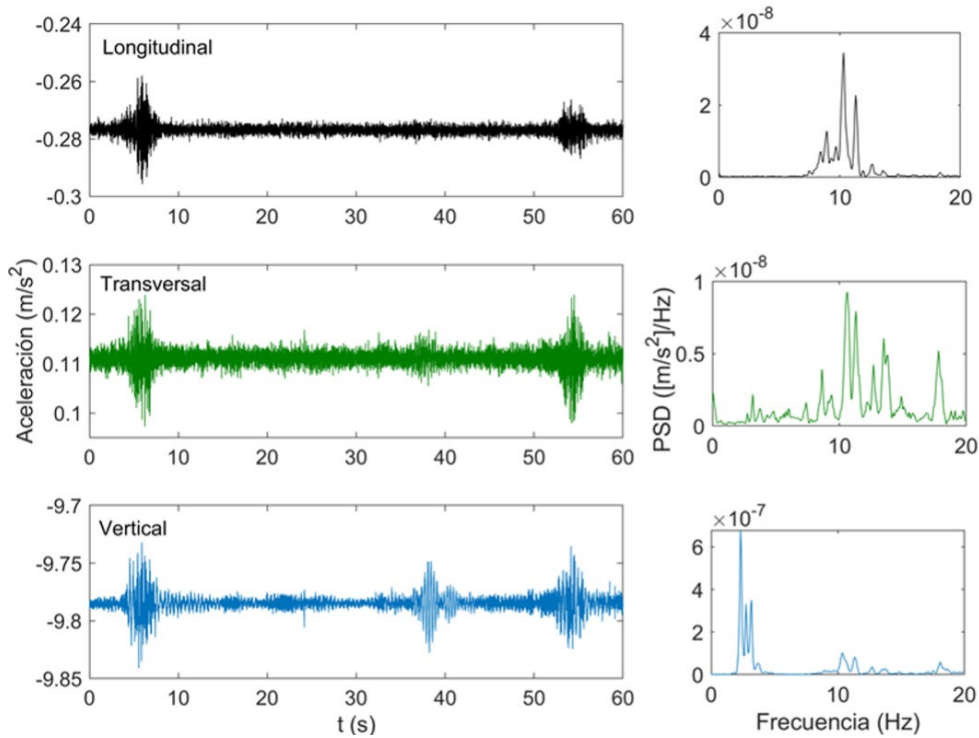 -0.24
-0.26
-0.28
-0.3
Longitudinal
0 10 20 30 40 50 60
×10⁻⁸
4
2
0
0 10 20
0.13
0.12
0.11
0.1
Transversal
0 10 20 30 40 50 60
Aceleración (m/s²)
×10⁻⁸
1
0.5
0
0 10 20
PSD ([m/s²]²/Hz)
-9.7
-9.75
-9.8
-9.85
Vertical
0 10 20 30 40 50 60
t (s)
×10⁻⁷
6
4
2
0
0 10 20
Frecuencia (Hz)